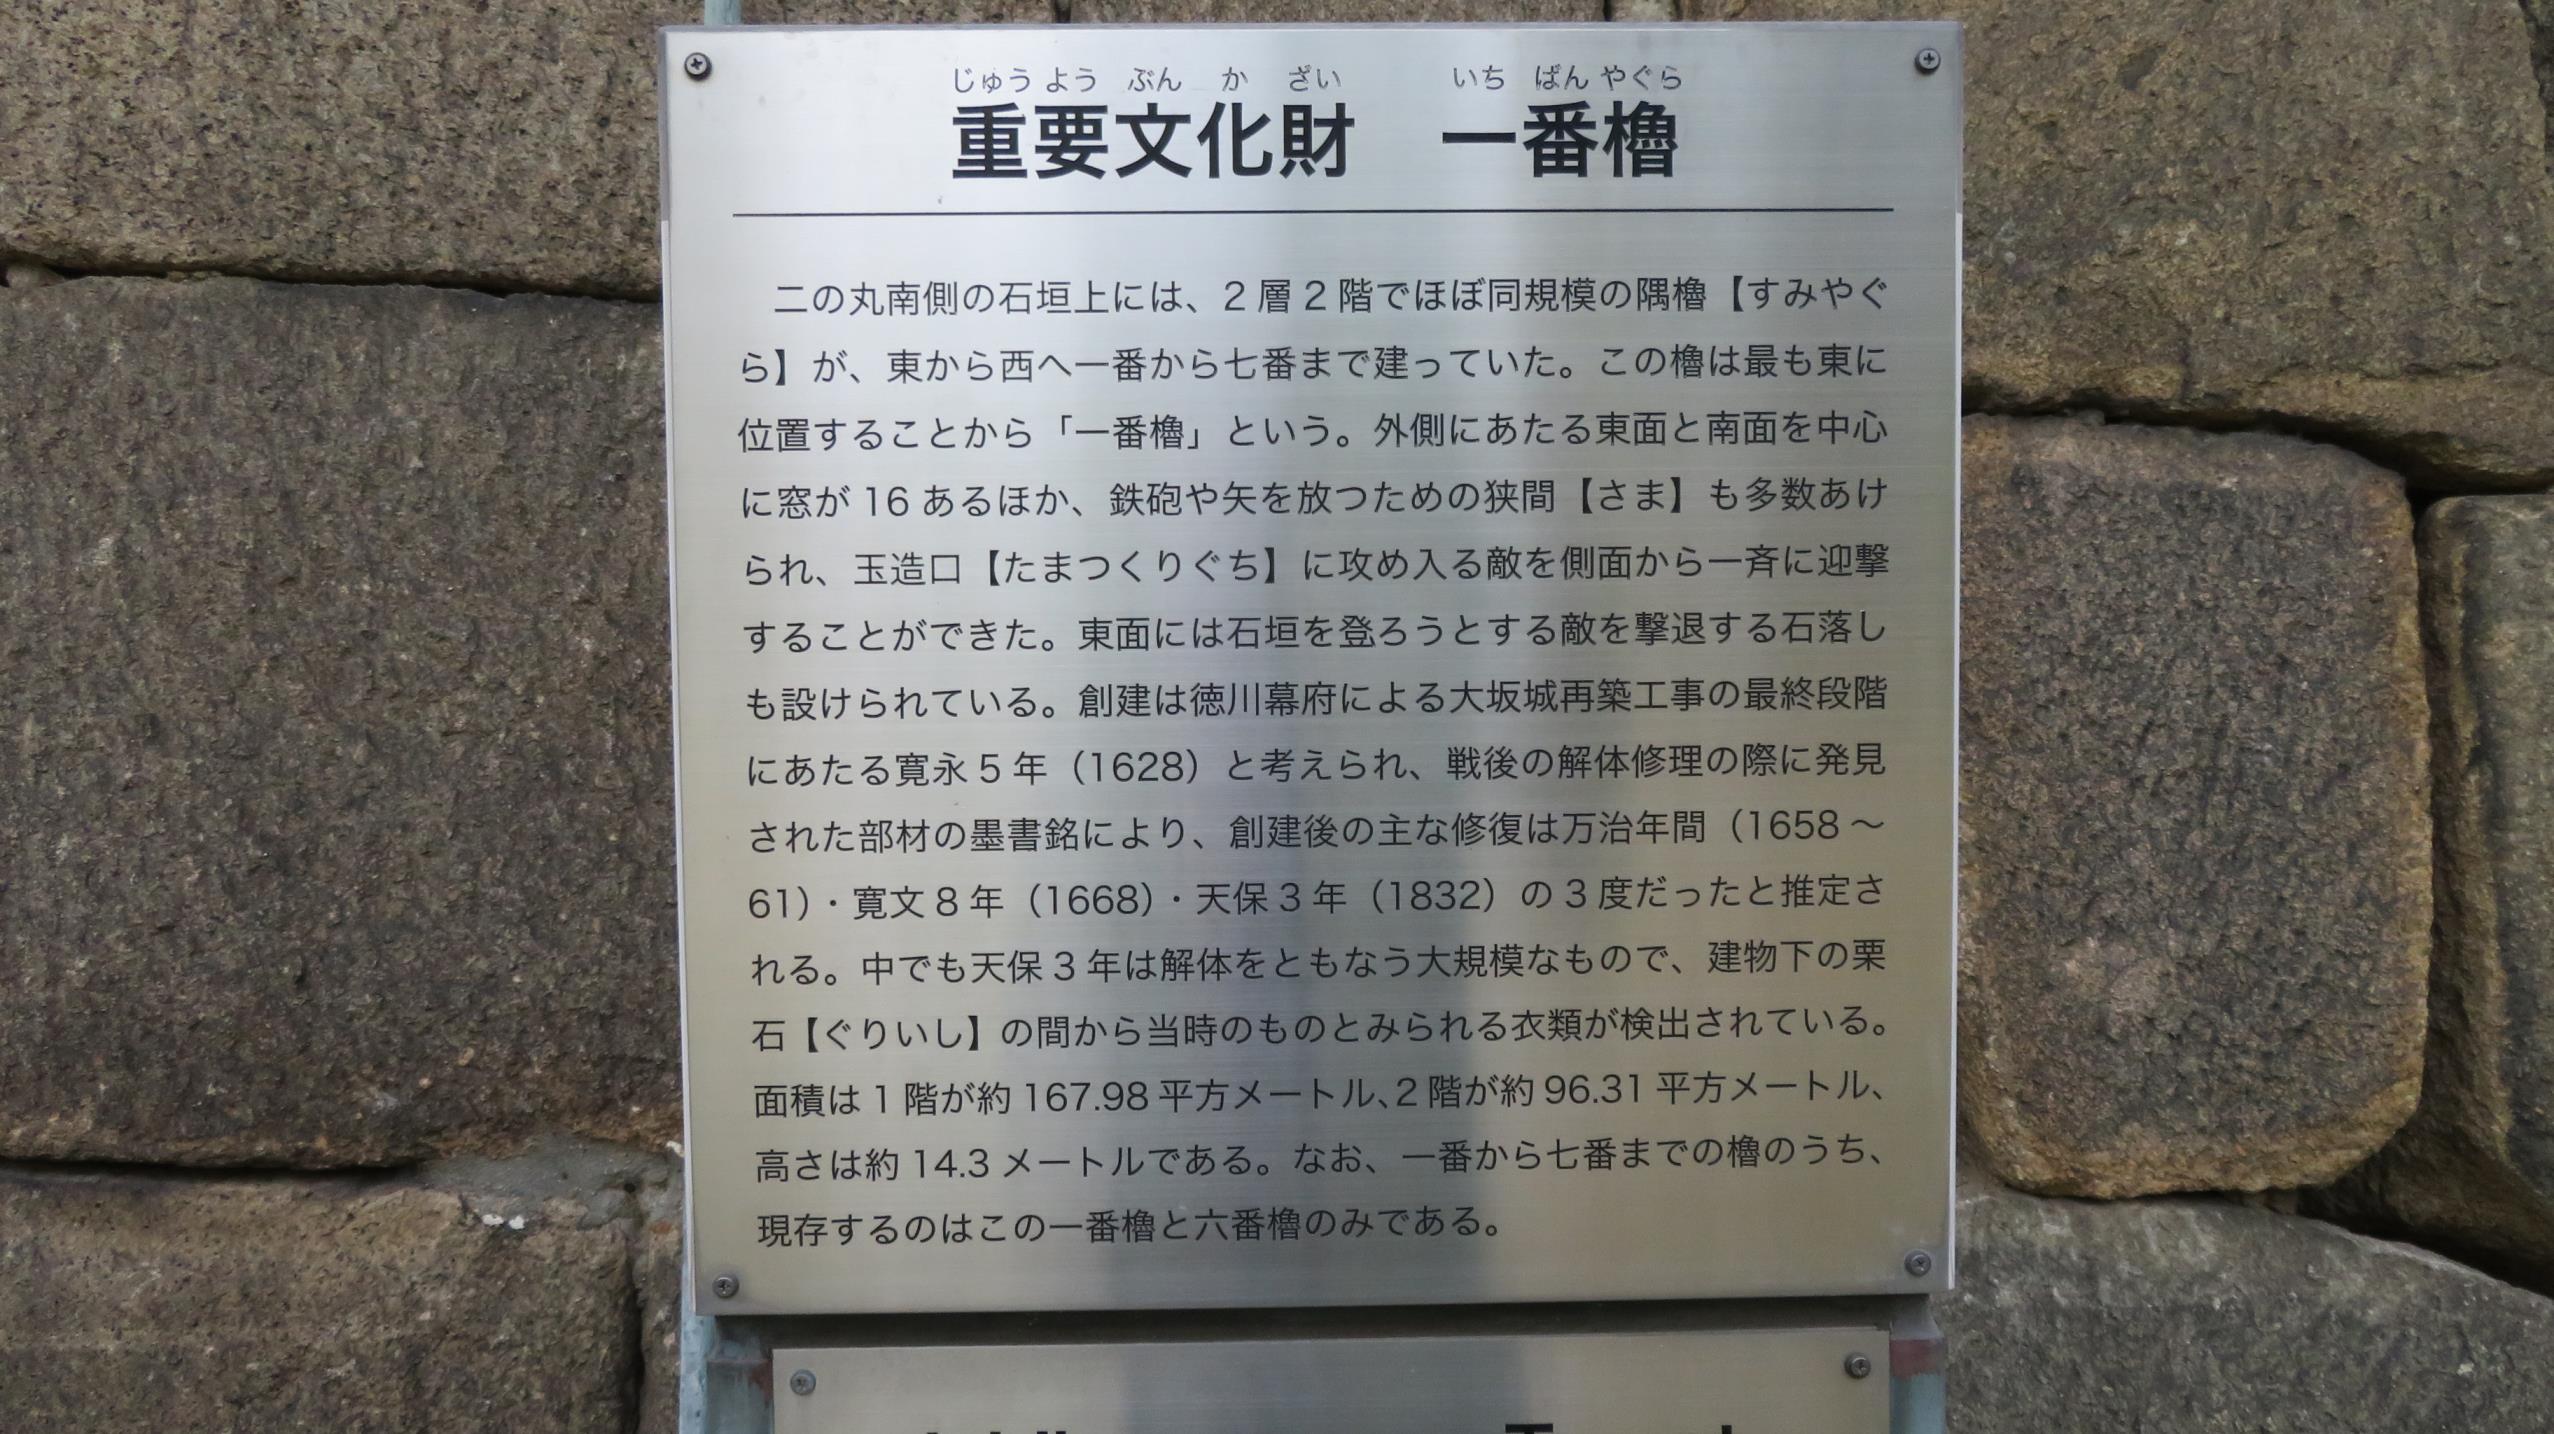 じゅう よう ぶん か ざい いち ばん やぐら
重要文化財　一番櫓
二の丸南側の石垣上には、2 層 2 階でほぼ同規模の隅櫓【すみやぐ
ら】が、東から西へ一番から七番まで建っていた。この櫓は最も東に
位置することから「一番櫓」という。外側にあたる東面と南面を中心
に窓が 16 あるほか、鉄砲や矢を放つための狭間【さま】も多数あけ
られ、玉造口【たまつくりぐち】に攻め入る敵を側面から一斉に迎撃
することができた。東面には石垣を登ろうとする敵を撃退する石落し
も設けられている。創建は徳川幕府による大坂城再築工事の最終段階
にあたる寛永 5 年（1628）と考えられ、戦後の解体修理の際に発見
された部材の墨書銘により、創建後の主な修復は万治年間（1658 ～
61）・寛文 8 年（1668）・天保 3 年（1832）の 3 度だったと推定さ
れる。中でも天保 3 年は解体をともなう大規模なもので、建物下の栗
石【ぐりいし】の間から当時のものとみられる衣類が検出されている。
面積は 1 階が約 167.98 平方メートル、2 階が約 96.31 平方メートル、
高さは約 14.3 メートルである。なお、一番から七番までの櫓のうち、
現存するのはこの一番櫓と六番櫓のみである。